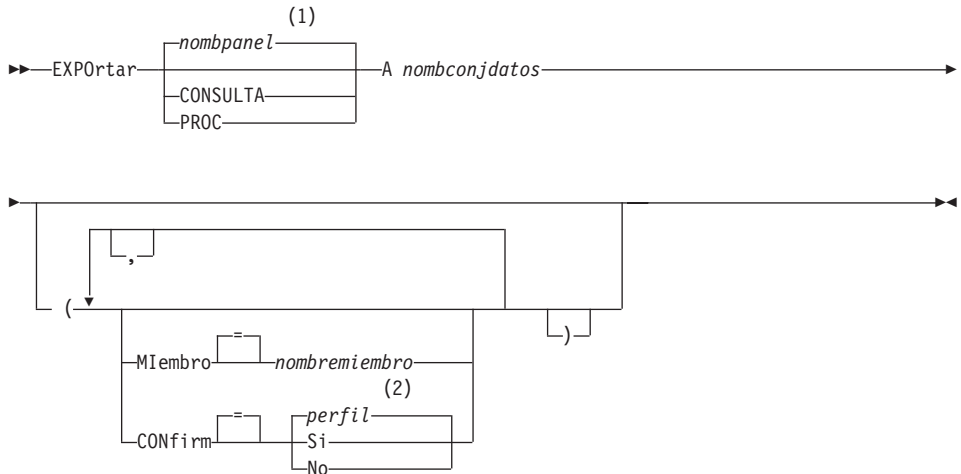 (1)
nombpanel
EXPOrtar A nombconjdatos
CONSULTA
PROC
,
(
)
=
MIembro nombremiembro
(2)
= perfil
CONfirm Si
No